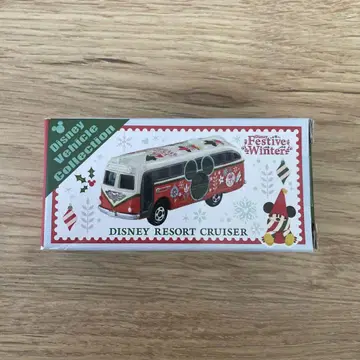 Disney
Vehicle
Collection
Festive
Winter
DISNEY RESORT CRUISER